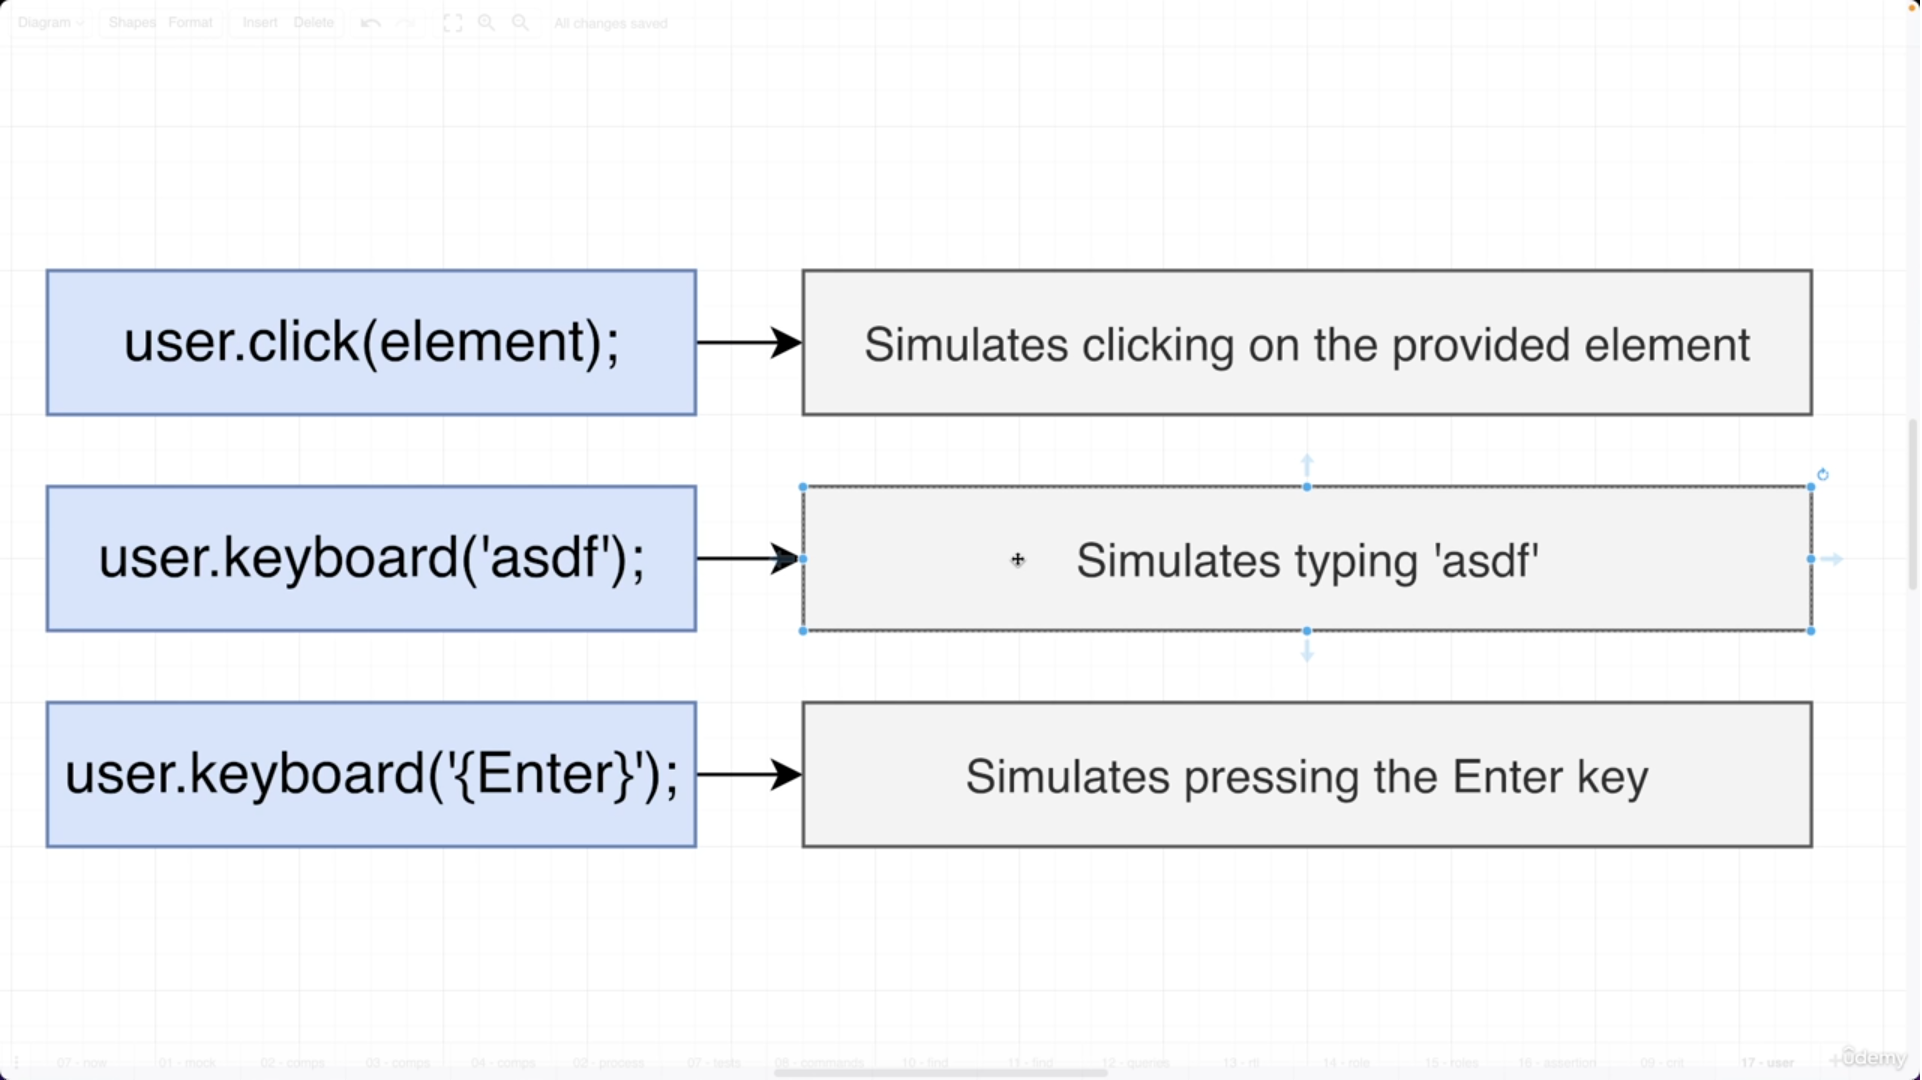 Diagram Shapes Format Insert Delete All changes saved
user.click(element); Simulates clicking on the provided element
user.keyboard('asdf'); Simulates typing 'asdf'
user.keyboard('{Enter}'); Simulates pressing the Enter key
07 - now 01 - mock 02 - comps 03 - comps 04 - comps 02 - process 07 - tests 08 - commands 10 - find 11 - find 12 - queries 13 - rtl 14 - role 15 - roles 16 - assertion 09 - cnt 17 - user
ûdemy